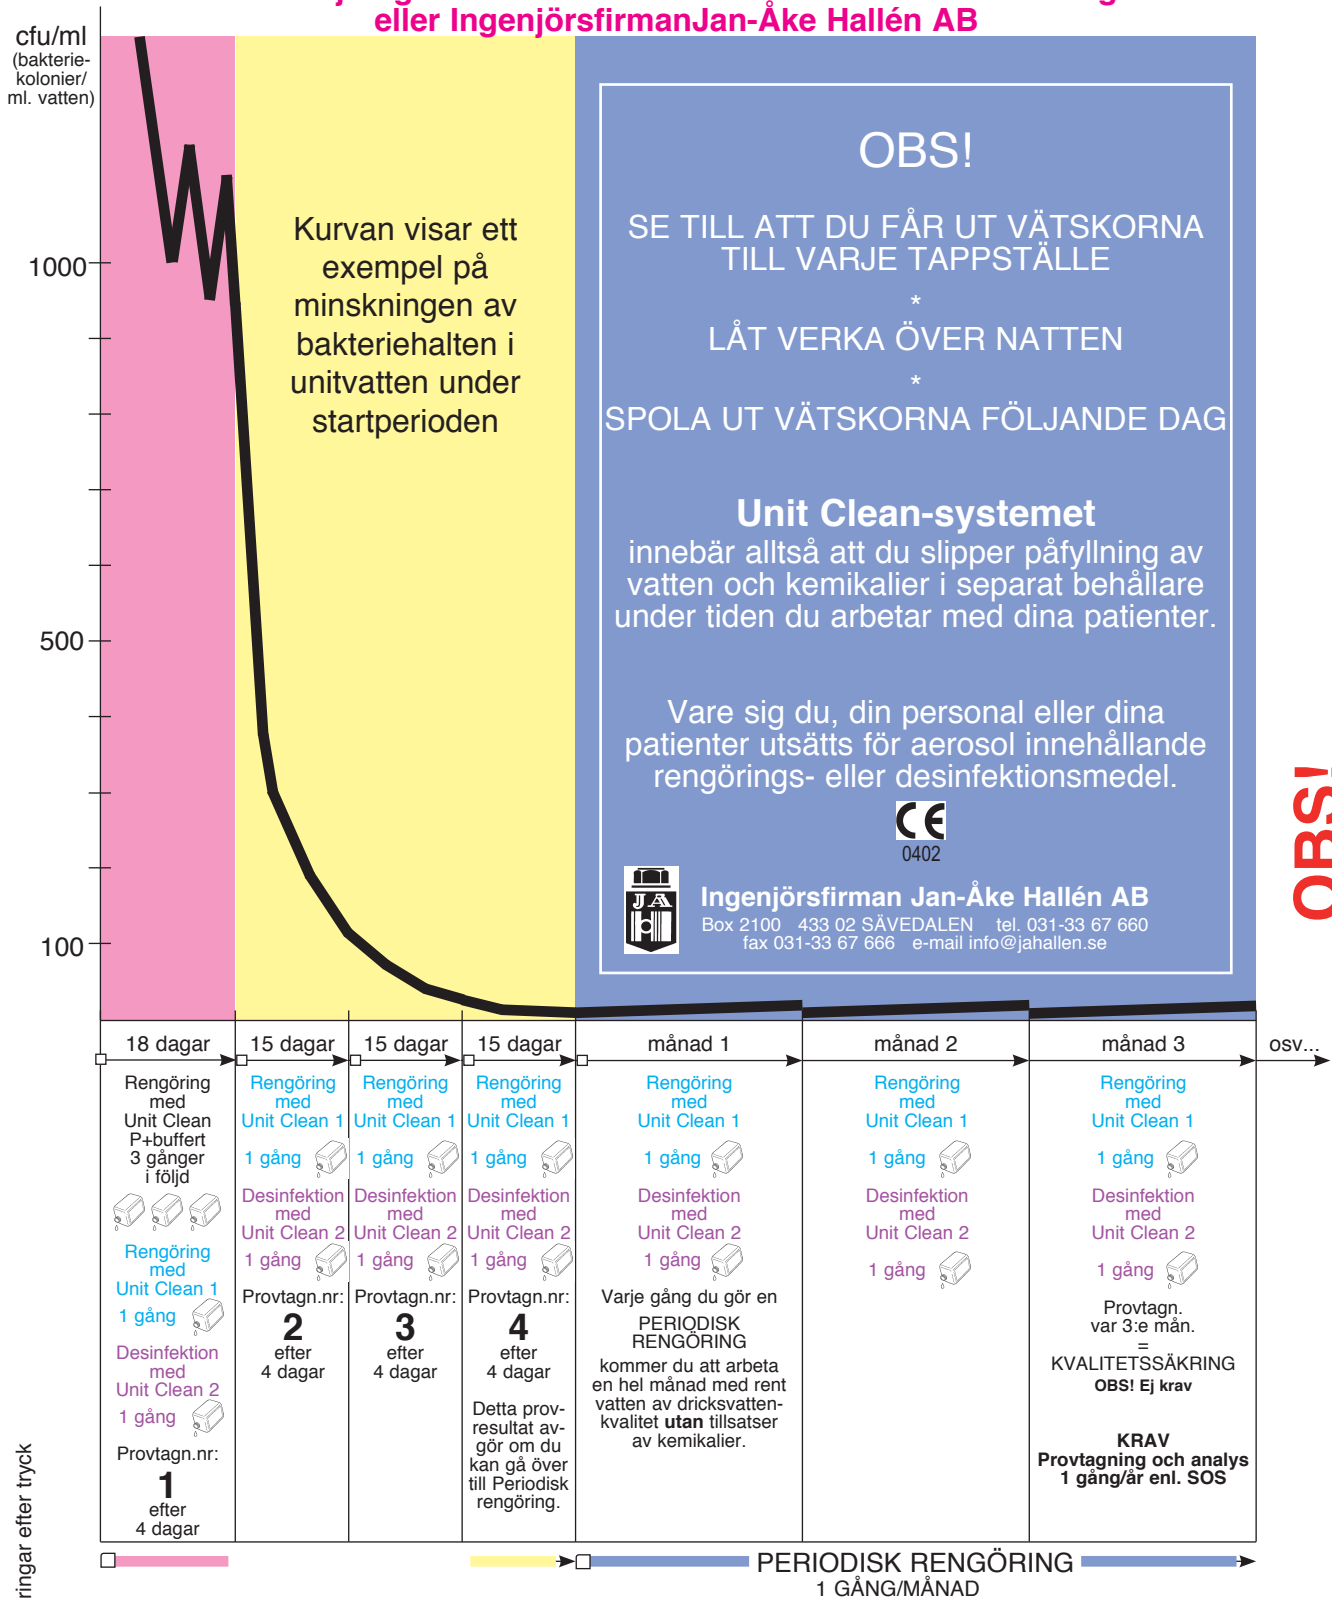 eller IngenjörsfirmanJan-Åke Hallén AB
cfu/ml
(bakterie-
kolonier/
ml. vatten)
1000
500
100
Kurvan visar ett
exempel på
minskningen av
bakteriehalten i
unitvatten under
startperioden
OBS!
SE TILL ATT DU FÅR UT VÄTSKORNA
TILL VARJE TAPPSTÄLLE
*
LÅT VERKA ÖVER NATTEN
*
SPOLA UT VÄTSKORNA FÖLJANDE DAG
Unit Clean-systemet
innebär alltså att du slipper påfyllning av
vatten och kemikalier i separat behållare
under tiden du arbetar med dina patienter.
Vare sig du, din personal eller dina
patienter utsätts för aerosol innehållande
rengörings- eller desinfektionsmedel.
CE
0402
JA
H
Ingenjörsfirman Jan-Åke Hallén AB
Box 2100 433 02 SÄVEDALEN tel. 031-33 67 660
fax 031-33 67 666 e-mail info@jahallen.se
OBS!
18 dagar
Rengöring
med
Unit Clean
P+buffert
3 gånger
i följd
Rengöring
med
Unit Clean 1
1 gång
Desinfektion
med
Unit Clean 2
1 gång
Provtagn.nr:
1
efter
4 dagar
15 dagar
Rengöring
med
Unit Clean 1
1 gång
Desinfektion
med
Unit Clean 2
1 gång
Provtagn.nr:
2
efter
4 dagar
15 dagar
Rengöring
med
Unit Clean 1
1 gång
Desinfektion
med
Unit Clean 2
1 gång
Provtagn.nr:
3
efter
4 dagar
15 dagar
Rengöring
med
Unit Clean 1
1 gång
Desinfektion
med
Unit Clean 2
1 gång
Provtagn.nr:
4
efter
4 dagar
Detta prov-
resultat av-
gör om du
kan gå över
till Periodisk
rengöring.
månad 1
Rengöring
med
Unit Clean 1
1 gång
Desinfektion
med
Unit Clean 2
1 gång
Varje gång du gör en
PERIODISK
RENGÖRING
kommer du att arbeta
en hel månad med rent
vatten av dricksvatten-
kvalitet utan tillsatser
av kemikalier.
månad 2
Rengöring
med
Unit Clean 1
1 gång
Desinfektion
med
Unit Clean 2
1 gång
månad 3
Rengöring
med
Unit Clean 1
1 gång
Desinfektion
med
Unit Clean 2
1 gång
Provtagn.
var 3:e mån.
=
KVALITETSSÄKRING
OBS! Ej krav
KRAV
Provtagning och analys
1 gång/år enl. SOS
osv...
PERIODISK RENGÖRING
1 GÅNG/MÅNAD
ringar efter tryck